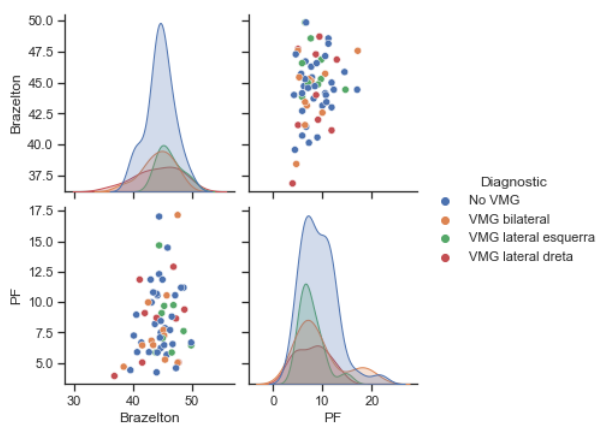 50.0
47.5
45.0
42.5
40.0
37.5
Brazelton
Diagnostic
No VMG
VMG bilateral
VMG lateral esquerra
VMG lateral dreta
17.5
15.0
12.5
10.0
7.5
5.0
PF
30 40 50
Brazelton
0 10 20
PF